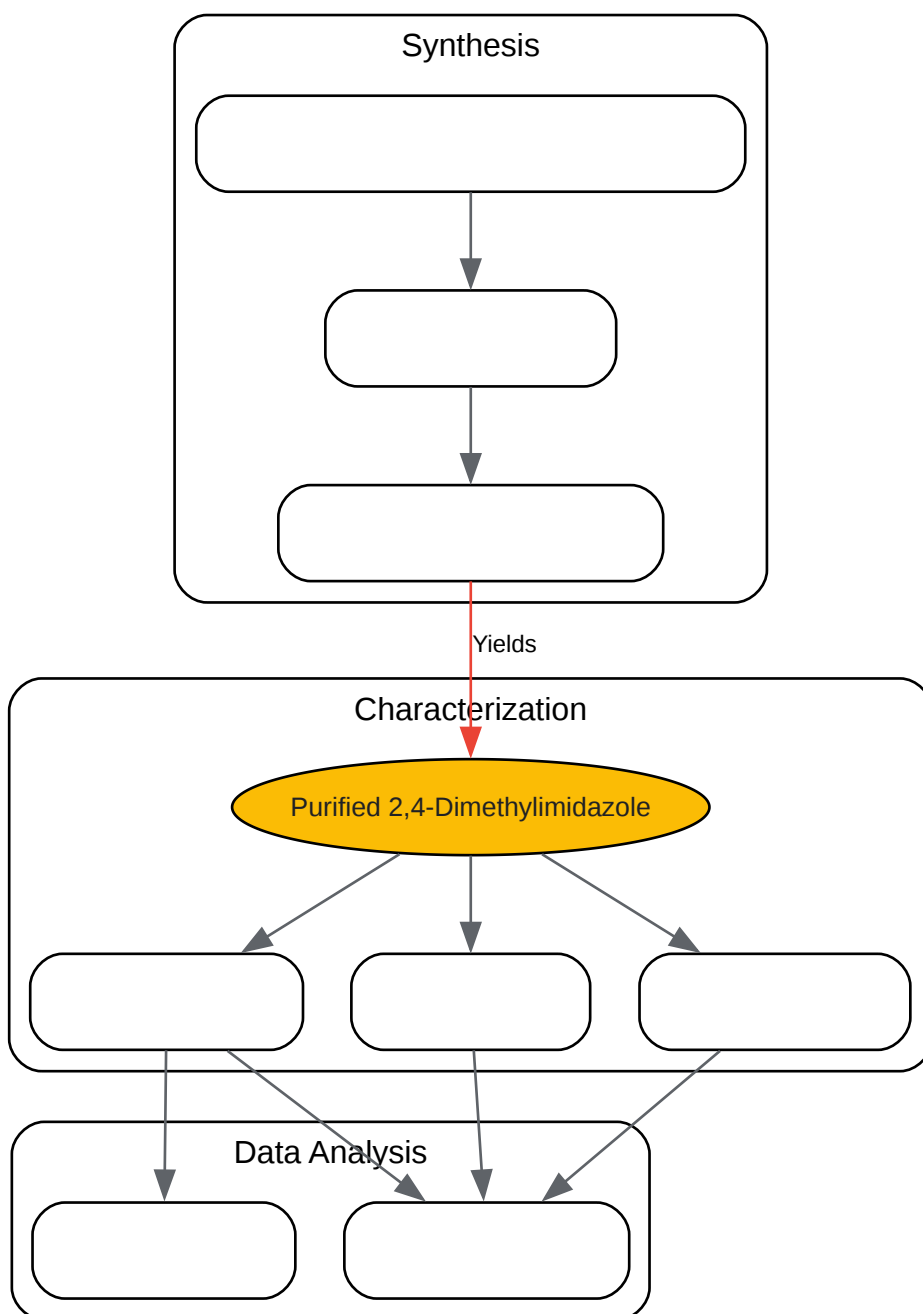 Synthesis
Yields
Characterization
Purified 2,4-Dimethylimidazole
Data Analysis